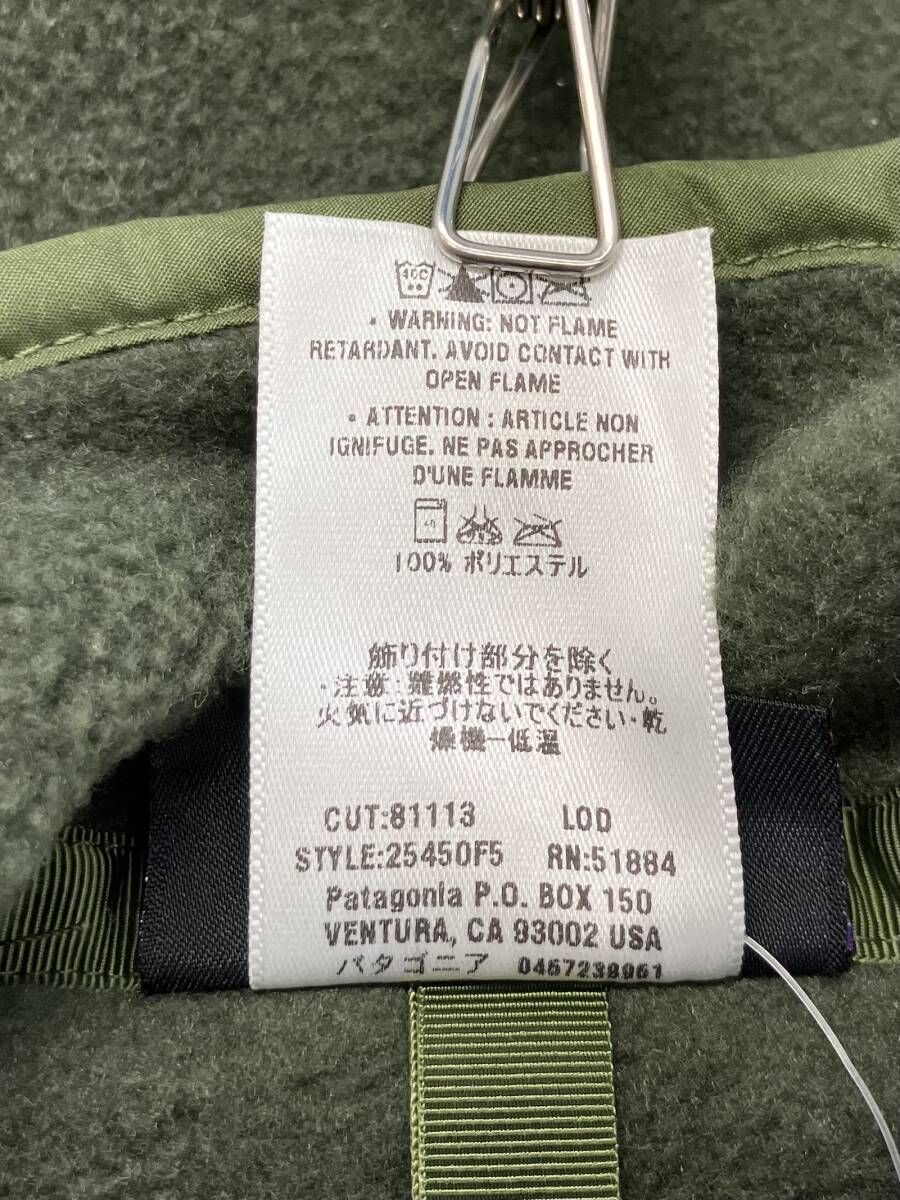 40C
• WARNING: NOT FLAME
RETARDANT. AVOID CONTACT WITH
OPEN FLAME
• ATTENTION : ARTICLE NON
IGNIFUGE. NE PAS APPROCHER
D'UNE FLAMME
40
100% ポリエステル
飾り付け部分を除く
・注意：難燃性ではありません。
火気に近づけないでください・乾
燥機ー低温
CUT:81113 LOD
STYLE:25450F5 RN:51884
Patagonia P.O. BOX 150
VENTURA, CA 93002 USA
パタゴニア 0467238961